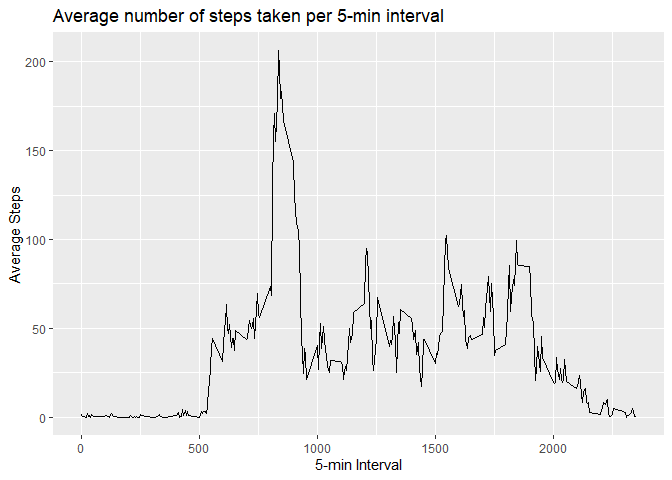 Average number of steps taken per 5-min interval
Average Steps
200
150
100
50
0
0 500 1000 1500 2000
5-min Interval